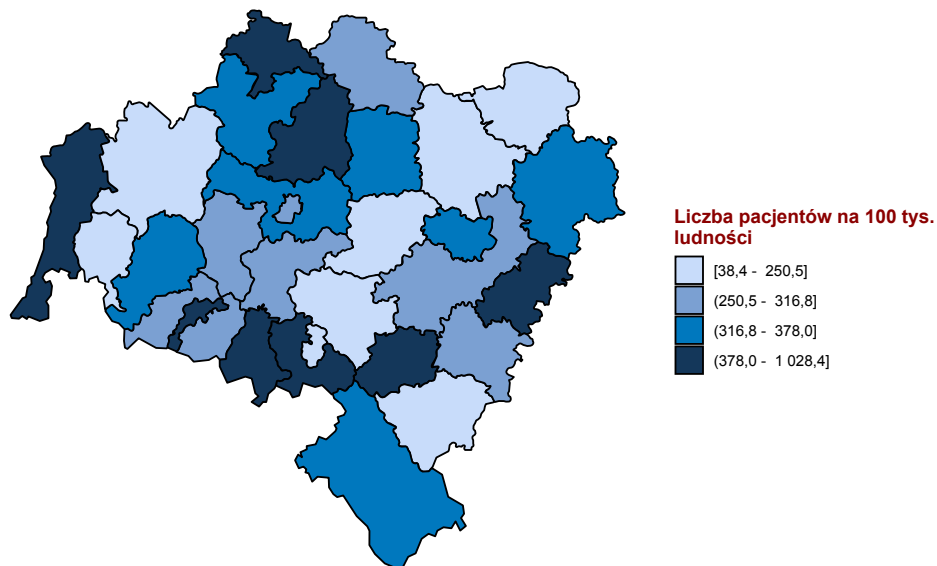 Liczba pacjentów na 100 tys.
ludności
[38,4 - 250,5]
(250,5 - 316,8]
(316,8 - 378,0]
(378,0 - 1 028,4]